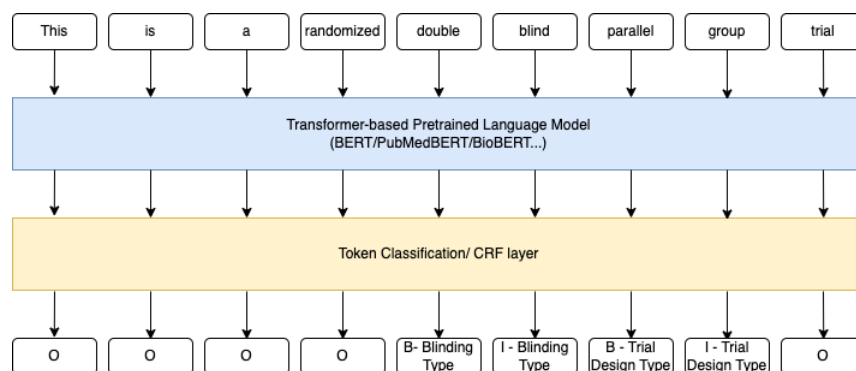 This is a randomized double blind parallel group trial
Transformer-based Pretrained Language Model
(BERT/PubMedBERT/BioBERT...)
Token Classification/ CRF layer
O O O O B- Blinding Type I - Blinding Type B - Trial Design Type I - Trial Design Type O